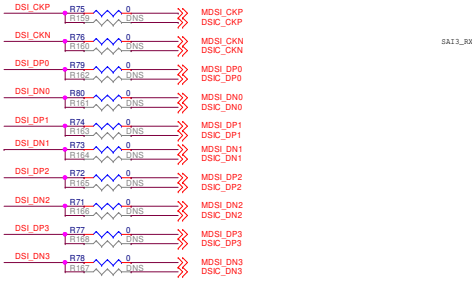 DSI_CKP R75 0 MDSI_CKP
R159 DNS DSIC_CKP
DSI_CKN R76 0 MDSI_CKN
R160 DNS DSIC_CKN
SAI3_RX
DSI_DP0 R79 0 MDSI_DP0
R162 DNS DSIC_DP0
DSI_DN0 R80 0 MDSI_DN0
R161 DNS DSIC_DN0
DSI_DP1 R74 0 MDSI_DP1
R163 DNS DSIC_DP1
DSI_DN1 R73 0 MDSI_DN1
R164 DNS DSIC_DN1
DSI_DP2 R72 0 MDSI_DP2
R165 DNS DSIC_DP2
DSI_DN2 R71 0 MDSI_DN2
R166 DNS DSIC_DN2
DSI_DP3 R77 0 MDSI_DP3
R168 DNS DSIC_DP3
DSI_DN3 R78 0 MDSI_DN3
R167 DNS DSIC_DN3